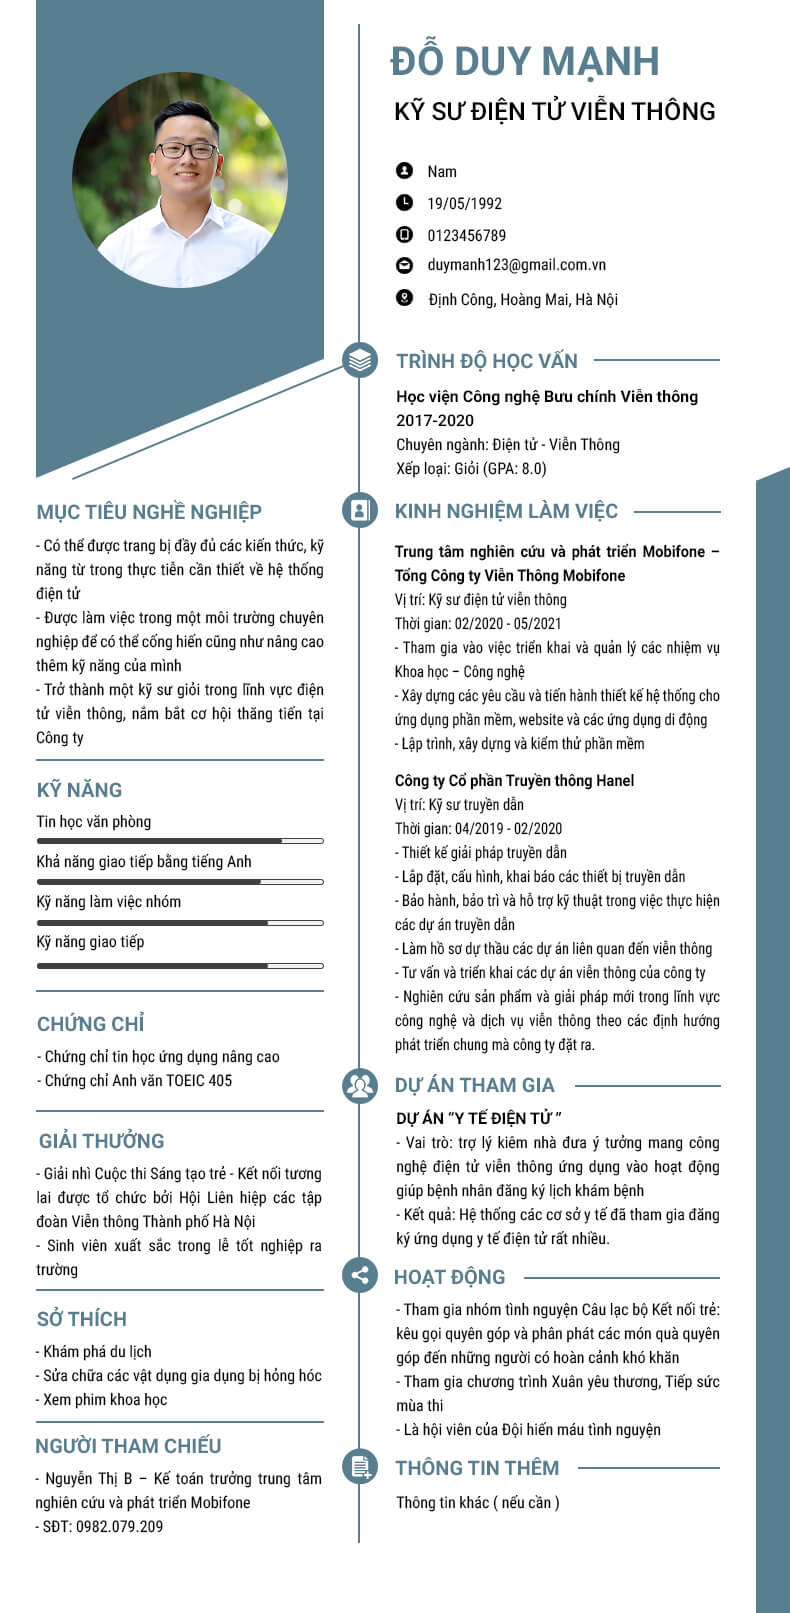 ĐỖ DUY MẠNH
KỸ SƯ ĐIỆN TỬ VIỄN THÔNG
Nam
19/05/1992
0123456789
duymanh123@gmail.com.vn
Định Công, Hoàng Mai, Hà Nội
MỤC TIÊU NGHỀ NGHIỆP
- Có thể được trang bị đầy đủ các kiến thức, kỹ
năng từ trong thực tiễn cần thiết về hệ thống
điện tử
- Được làm việc trong một môi trường chuyên
nghiệp để có thể cống hiến cũng như nâng cao
thêm kỹ năng của mình
- Trở thành một kỹ sư giỏi trong lĩnh vực điện
tử viễn thông, nắm bắt cơ hội thăng tiến tại
Công ty
KỸ NĂNG
Tin học văn phòng
Khả năng giao tiếp bằng tiếng Anh
Kỹ năng làm việc nhóm
Kỹ năng giao tiếp
CHỨNG CHỈ
- Chứng chỉ tin học ứng dụng nâng cao
- Chứng chỉ Anh văn TOEIC 405
GIẢI THƯỞNG
- Giải nhì Cuộc thi Sáng tạo trẻ - Kết nối tương
lai được tổ chức bởi Hội Liên hiệp các tập
đoàn Viễn thông Thành phố Hà Nội
- Sinh viên xuất sắc trong lễ tốt nghiệp ra
trường
SỞ THÍCH
- Khám phá du lịch
- Sửa chữa các vật dụng gia dụng bị hỏng hóc
- Xem phim khoa học
NGƯỜI THAM CHIẾU
- Nguyễn Thị B – Kế toán trưởng trung tâm
nghiên cứu và phát triển Mobifone
- SĐT: 0982.079.209
TRÌNH ĐỘ HỌC VẤN
Học viện Công nghệ Bưu chính Viễn thông
2017-2020
Chuyên ngành: Điện tử - Viễn Thông
Xếp loại: Giỏi (GPA: 8.0)
KINH NGHIỆM LÀM VIỆC
Trung tâm nghiên cứu và phát triển Mobifone –
Tổng Công ty Viễn Thông Mobifone
Vị trí: Kỹ sư điện tử viễn thông
Thời gian: 02/2020 - 05/2021
- Tham gia vào việc triển khai và quản lý các nhiệm vụ
Khoa học – Công nghệ
- Xây dựng các yêu cầu và tiến hành thiết kế hệ thống cho
ứng dụng phần mềm, website và các ứng dụng di động
- Lập trình, xây dựng và kiểm thử phần mềm
Công ty Cổ phần Truyền thông Hanel
Vị trí: Kỹ sư truyền dẫn
Thời gian: 04/2019 - 02/2020
- Thiết kế giải pháp truyền dẫn
- Lắp đặt, cấu hình, khai báo các thiết bị truyền dẫn
- Bảo hành, bảo trì và hỗ trợ kỹ thuật trong việc thực hiện
các dự án truyền dẫn
- Làm hồ sơ dự thầu các dự án liên quan đến viễn thông
- Tư vấn và triển khai các dự án viễn thông của công ty
- Nghiên cứu sản phẩm và giải pháp mới trong lĩnh vực
công nghệ và dịch vụ viễn thông theo các định hướng
phát triển chung mà công ty đặt ra.
DỰ ÁN THAM GIA
DỰ ÁN “Y TẾ ĐIỆN TỬ ”
- Vai trò: trợ lý kiêm nhà đưa ý tưởng mang công
nghệ điện tử viễn thông ứng dụng vào hoạt động
giúp bệnh nhân đăng ký lịch khám bệnh
- Kết quả: Hệ thống các cơ sở y tế đã tham gia đăng
ký ứng dụng y tế điện tử rất nhiều.
HOẠT ĐỘNG
- Tham gia nhóm tình nguyện Câu lạc bộ Kết nối trẻ:
kêu gọi quyên góp và phân phát các món quà quyên
góp đến những người có hoàn cảnh khó khăn
- Tham gia chương trình Xuân yêu thương, Tiếp sức
mùa thi
- Là hội viên của Đội hiến máu tình nguyện
THÔNG TIN THÊM
Thông tin khác ( nếu cần )